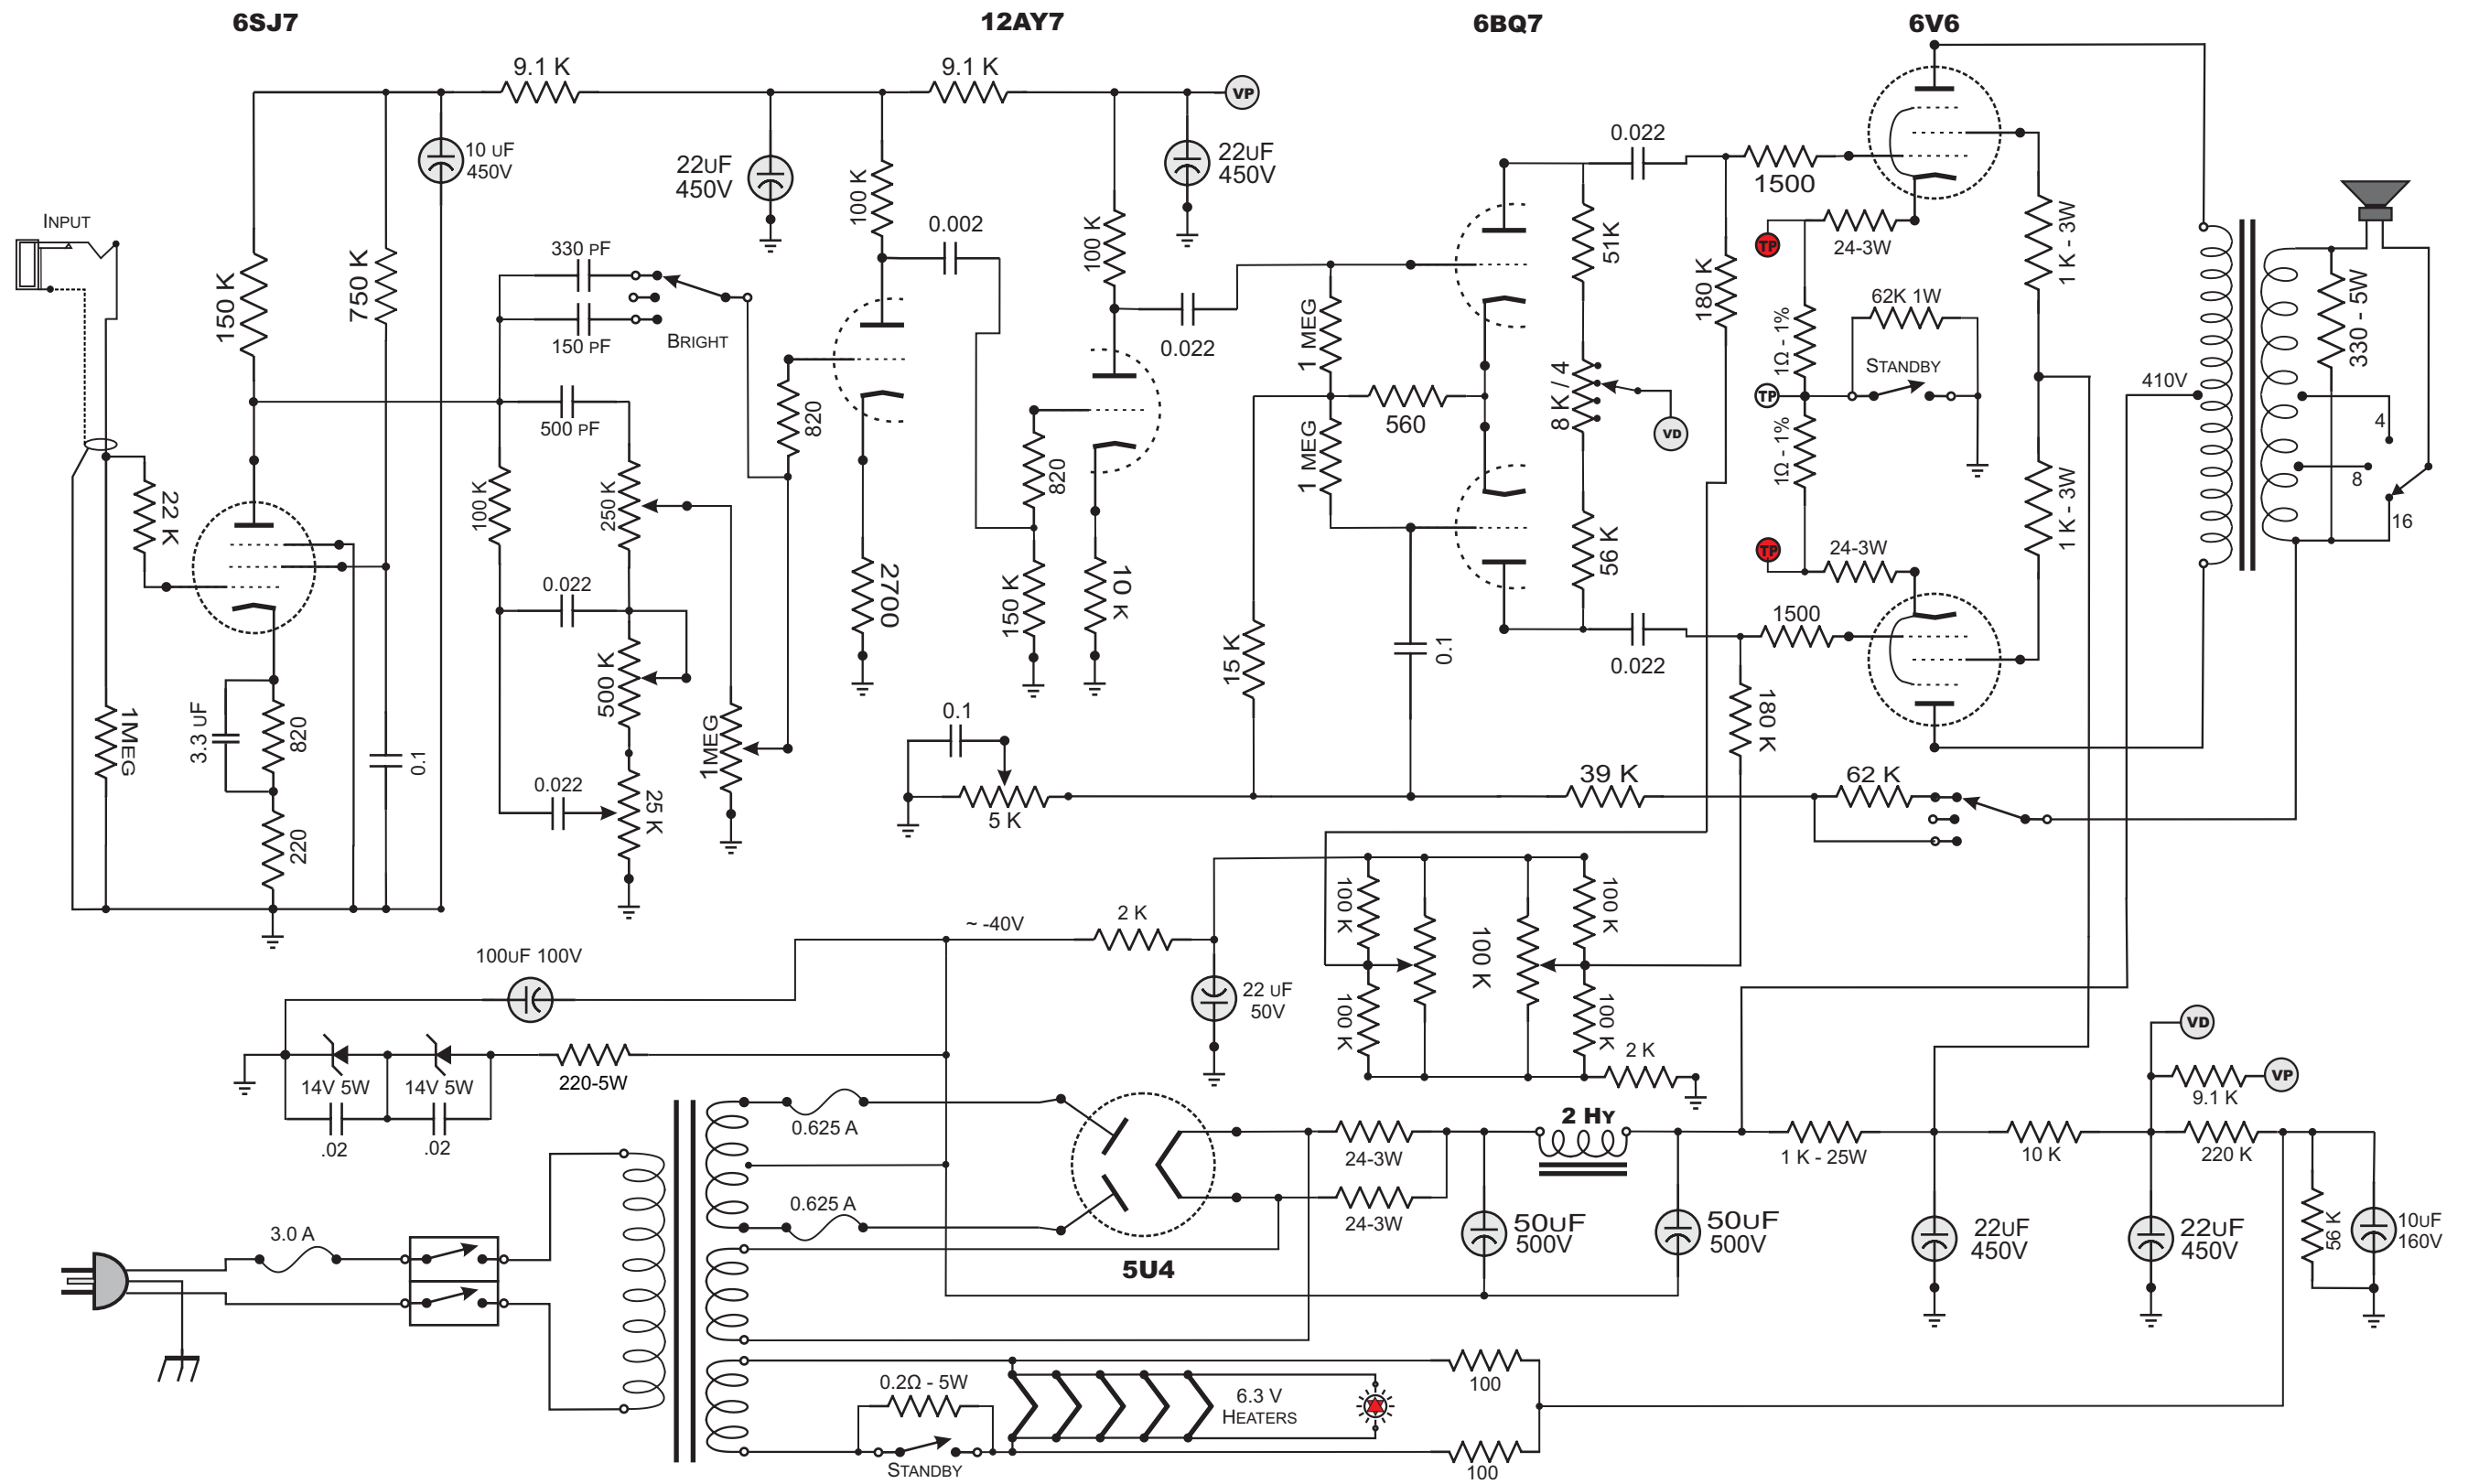 6SJ7
12AY7
6BQ7
6V6
9.1 K
9.1 K
VP
10 UF
450V
22UF
450V
22UF
450V
100 K
0.002
100 K
0.022
0.022
1500
INPUT
150 K
750 K
330 PF
150 PF
BRIGHT
500 PF
820
1 MEG
1 MEG
560
51K
8 K / 4
VD
180 K
TP
24-3W
1Ω - 1%
62K 1W
STANDBY
TP
1Ω - 1%
TP
24-3W
1500
1 K - 3W
1 K - 3W
410V
330 - 5W
4
8
16
22 K
100 K
250 K
0.022
500 K
820
2700
150 K
10 K
15 K
0.1
56 K
0.022
180 K
1MEG
3.3 UF
820
220
0.1
0.022
25 K
1MEG
0.1
5 K
39 K
62 K
~ -40V
2 K
100 K
100 K
100 K
100 K
100 K
2 K
22 UF
50V
100UF 100V
14V 5W
14V 5W
.02
.02
220-5W
0.625 A
0.625 A
5U4
24-3W
24-3W
2 HY
50UF
500V
50UF
500V
1 K - 25W
10 K
VD
VP
9.1 K
220 K
22UF
450V
22UF
450V
56 K
10UF
160V
3.0 A
0.2Ω - 5W
STANDBY
6.3 V
HEATERS
100
100